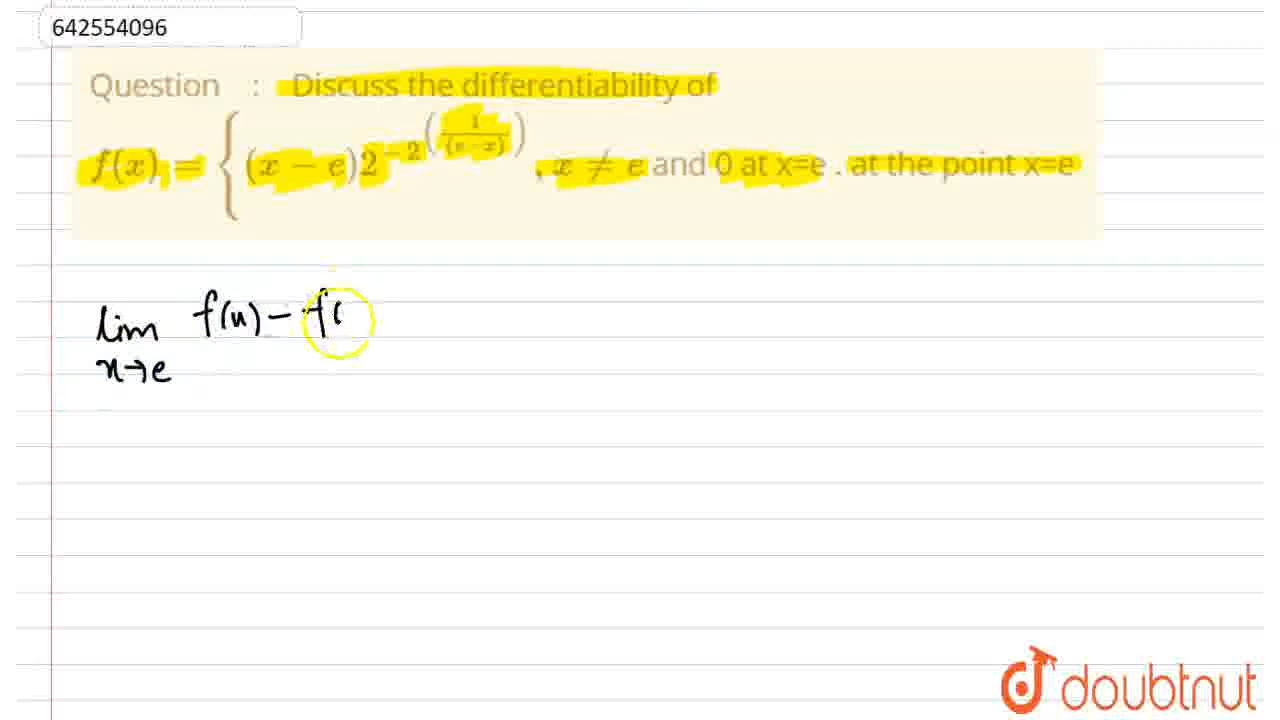 642554096
Question : Discuss the differentiability of
f(x), = { (x − e)2^{−2^{(1/(e−x))}}, x ≠ e and 0 at x=e . at the point x=e
lim f(x) − f(
x→e
doubtnut